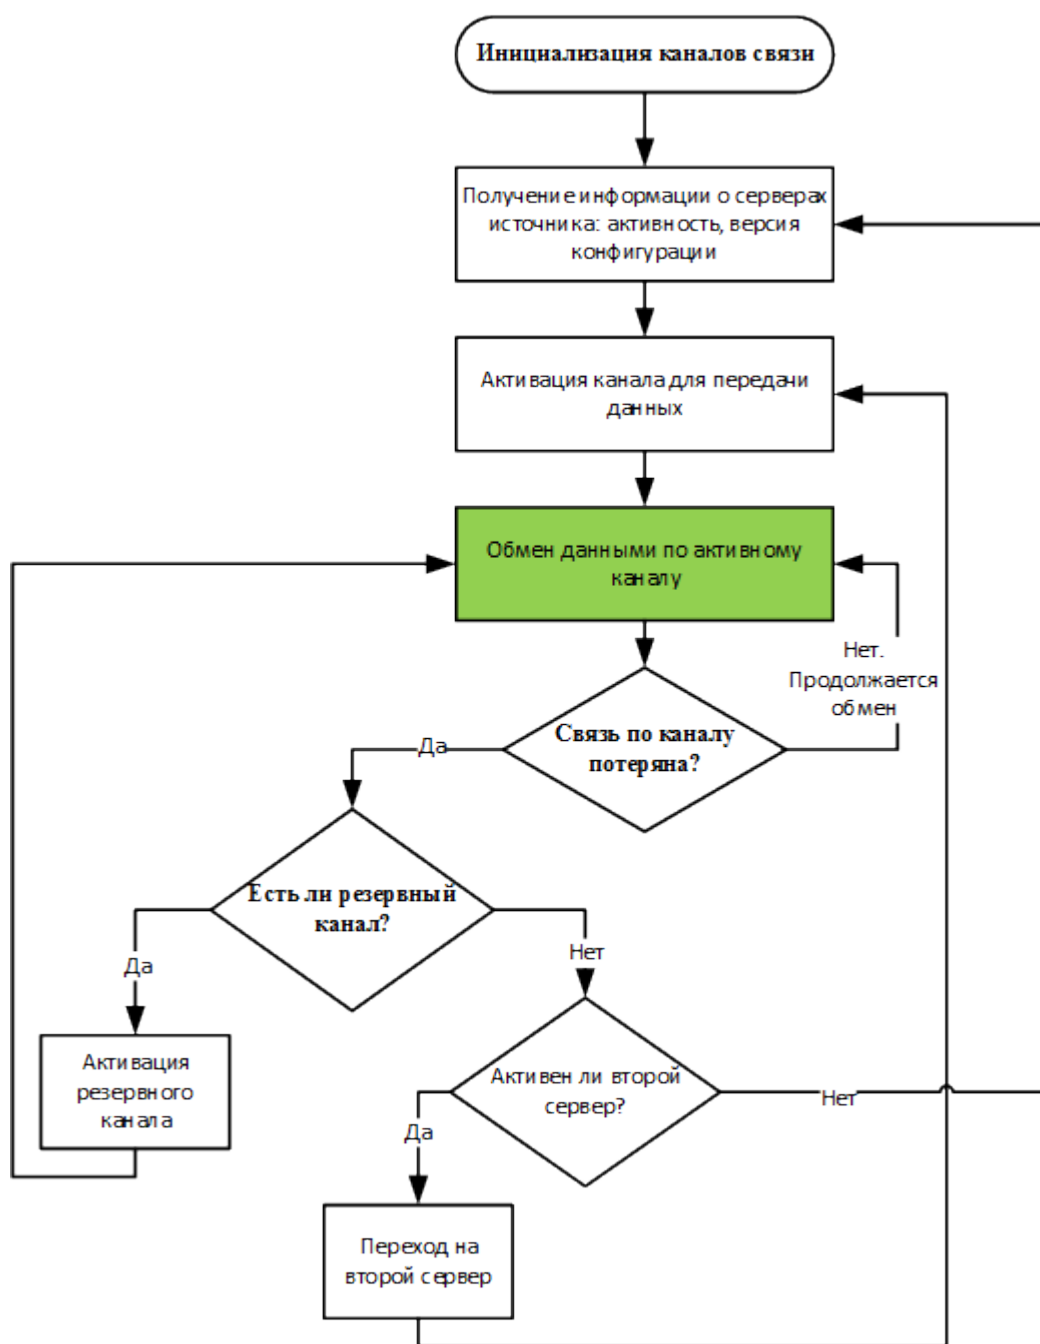 Инициализация каналов связи
Получение информации о серверах
источника: активность, версия
конфигурации
Активация канала для передачи
данных
Обмен данными по активному
каналу
Нет.
Продолжается
обмен
Связь по каналу
потеряна?
Да
Есть ли резервный
канал?
Да
Нет
Активация
резервного
канала
Активен ли второй
сервер?
Нет
Да
Переход на
второй сервер